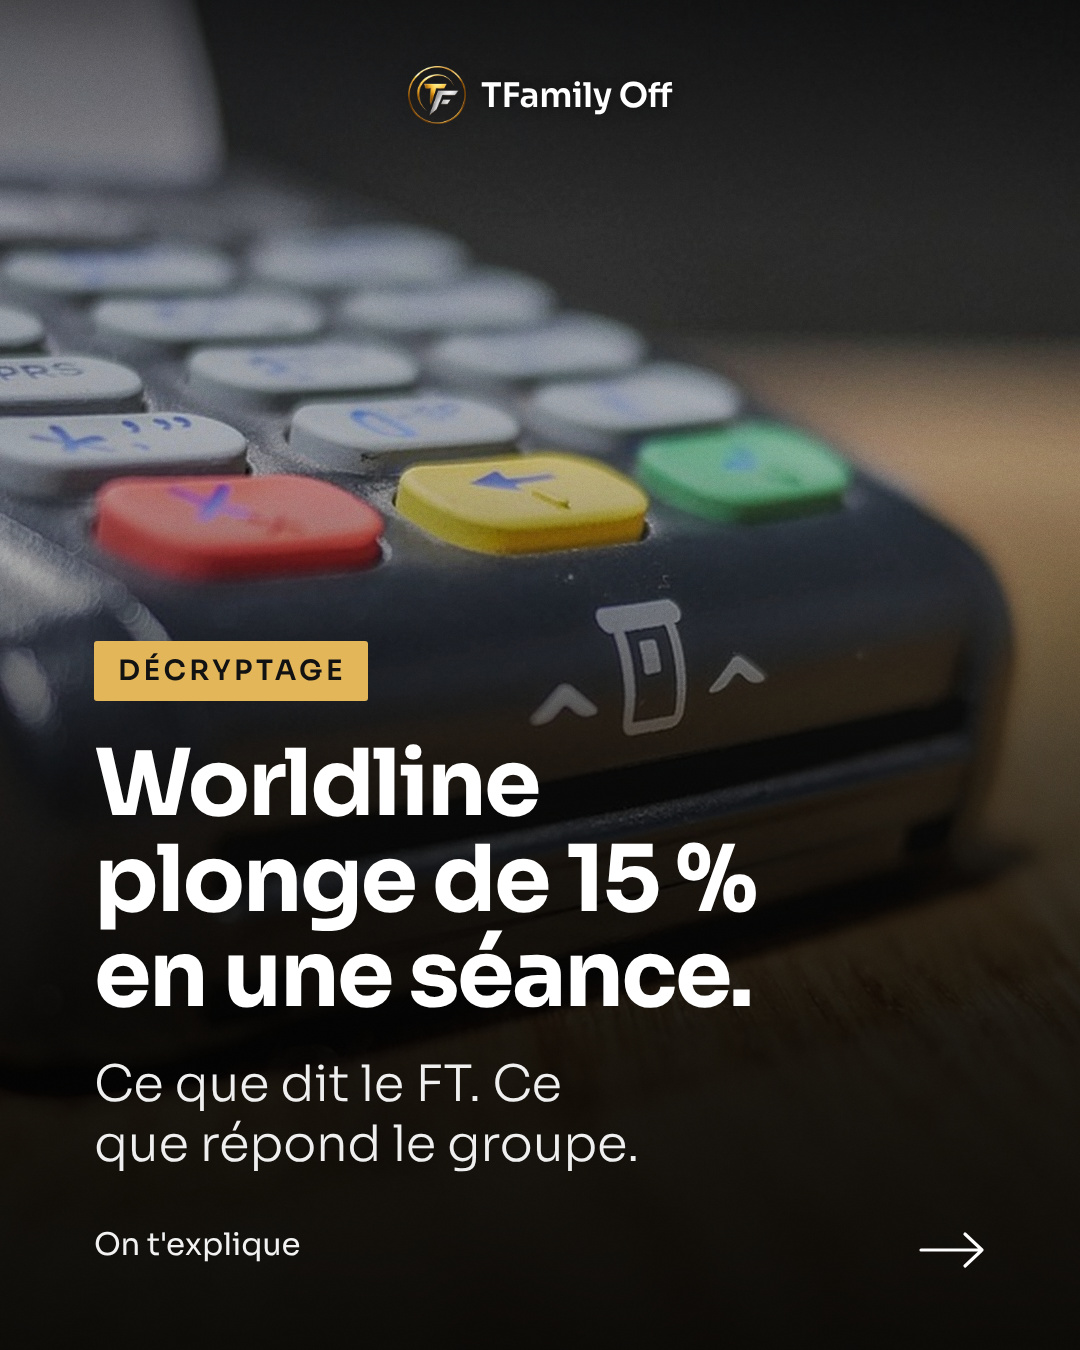 TFamily Off
PRS
DÉCRYPTAGE
Worldline
plonge de 15 %
en une séance.
Ce que dit le FT. Ce
que répond le groupe.
On t'explique